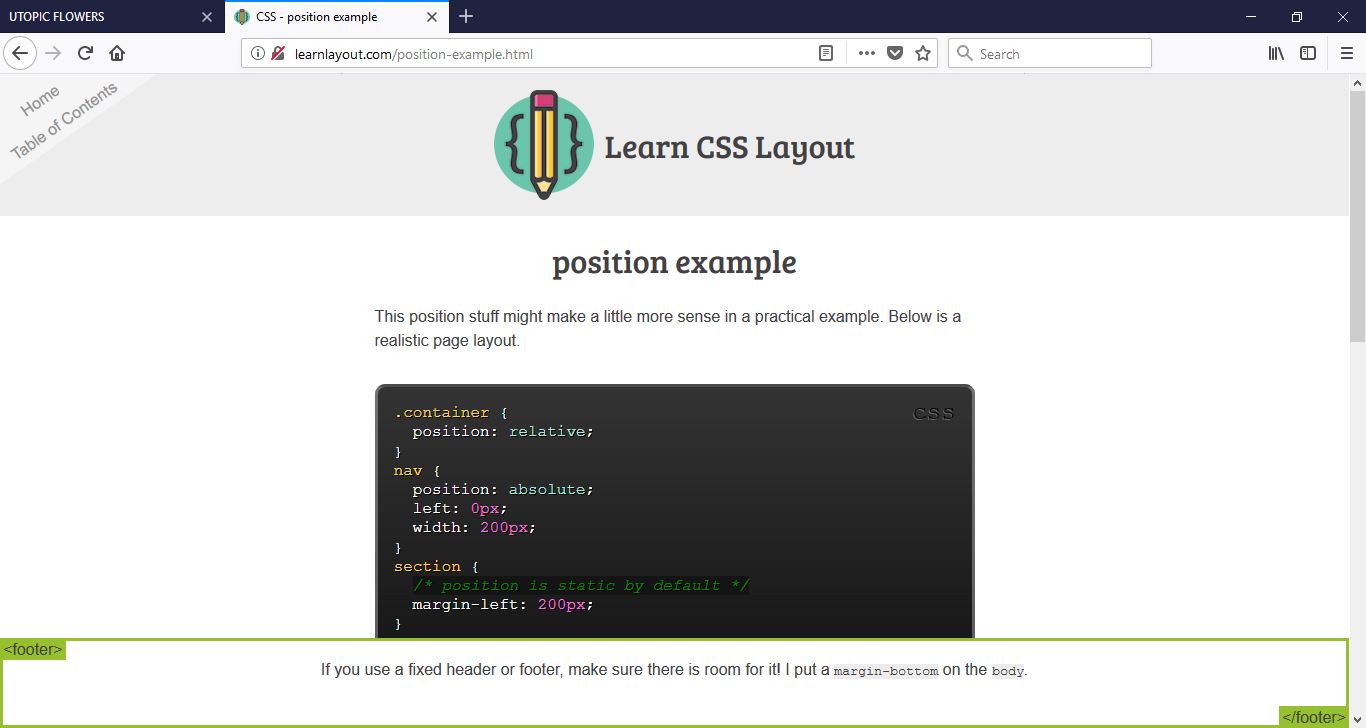 UTOPIC FLOWERS
CSS - position example
learnlayout.com/position-example.html
Search
Home
Table of Contents
{ }
Learn CSS Layout
position example
This position stuff might make a little more sense in a practical example. Below is a
realistic page layout.
CSS
.container {
  position: relative;
}
nav {
  position: absolute;
  left: 0px;
  width: 200px;
}
section {
  /* position is static by default */
  margin-left: 200px;
}
<footer>
If you use a fixed header or footer, make sure there is room for it! I put a margin-bottom on the body.
</footer>